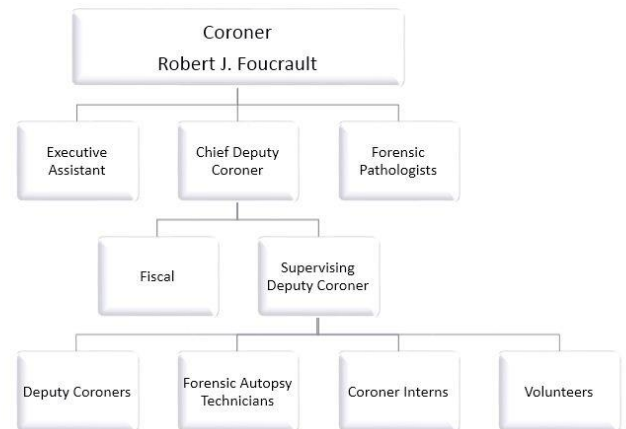 Coroner
Robert J. Foucrault
Executive
Assistant
Chief Deputy
Coroner
Forensic
Pathologists
Fiscal
Supervising
Deputy Coroner
Deputy Coroners
Forensic Autopsy
Technicians
Coroner Interns
Volunteers